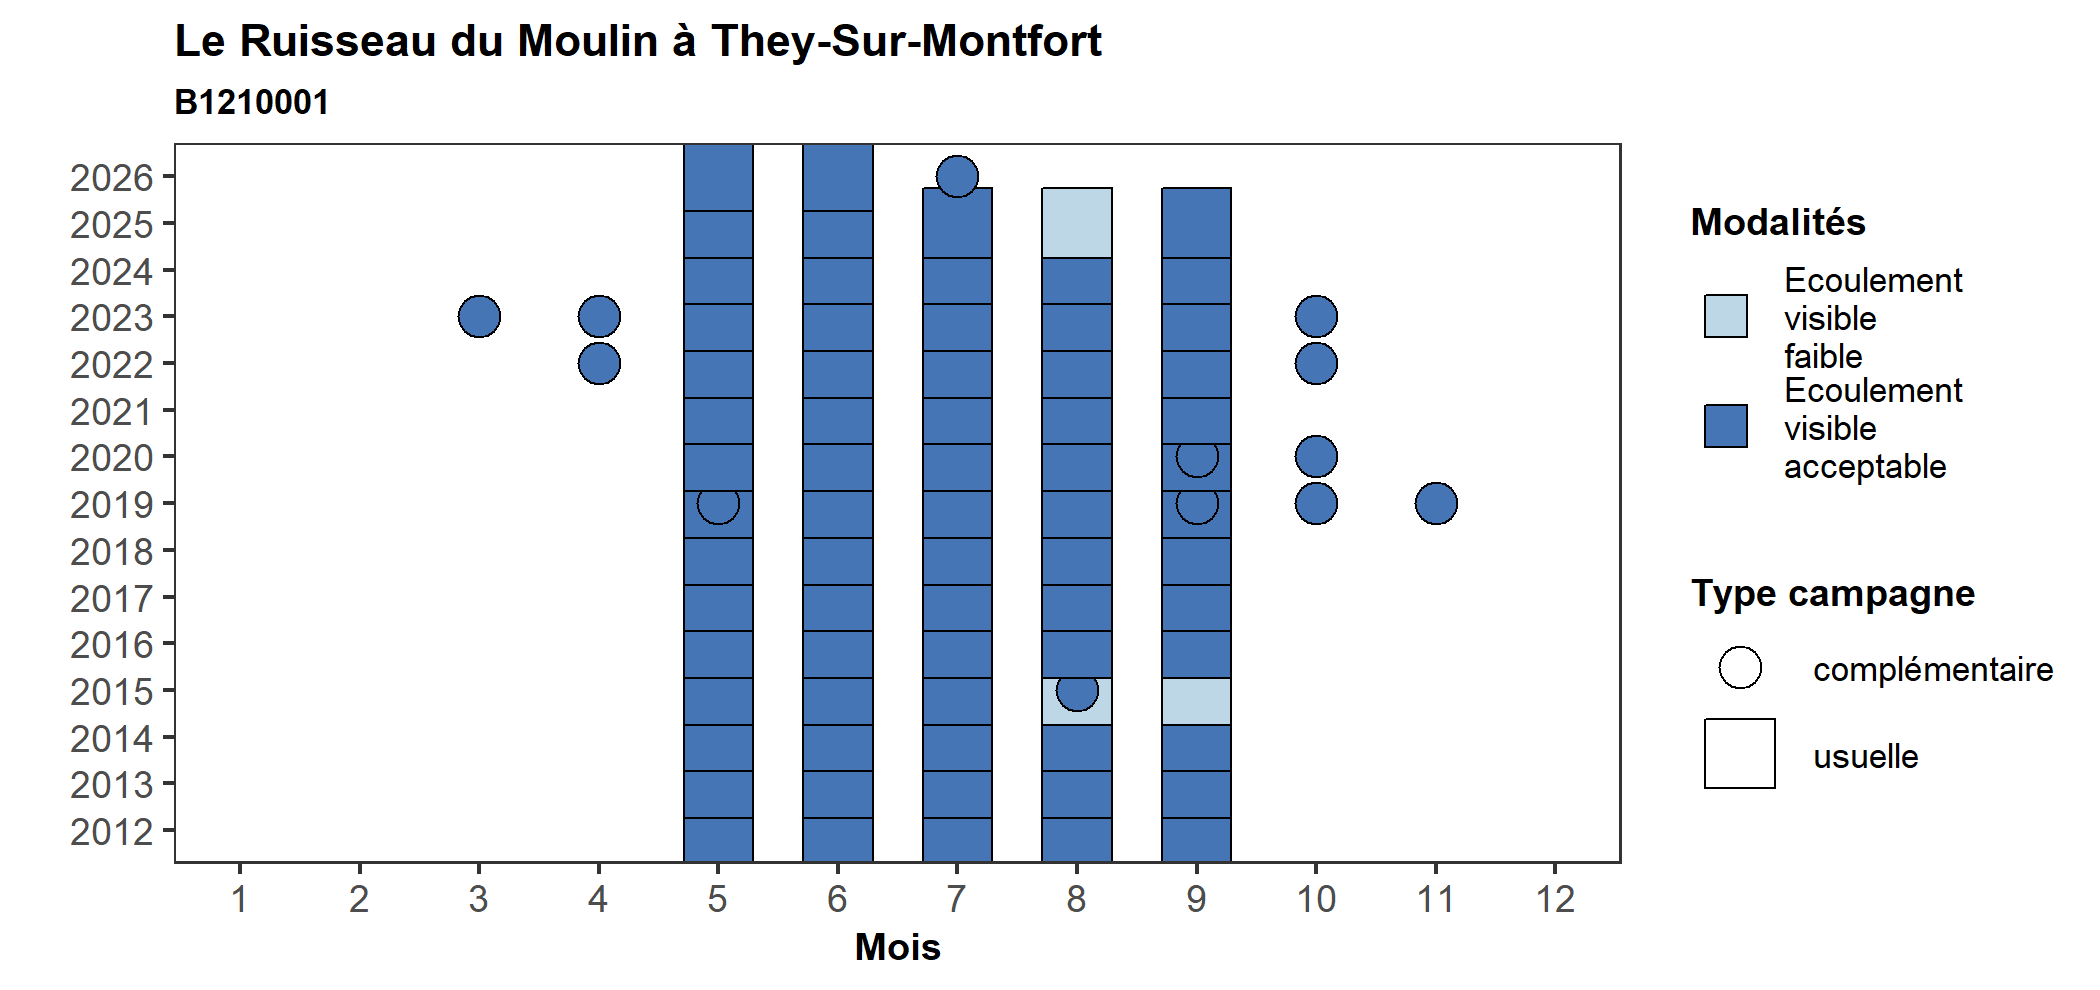 Le Ruisseau du Moulin à They-Sur-Montfort
B1210001
2026
2025
2024
2023
2022
2021
2020
2019
2018
2017
2016
2015
2014
2013
2012
1 2 3 4 5 6 7 8 9 10 11 12
Mois
Modalités
Ecoulement
visible
faible
Ecoulement
visible
acceptable
Type campagne
complémentaire
usuelle